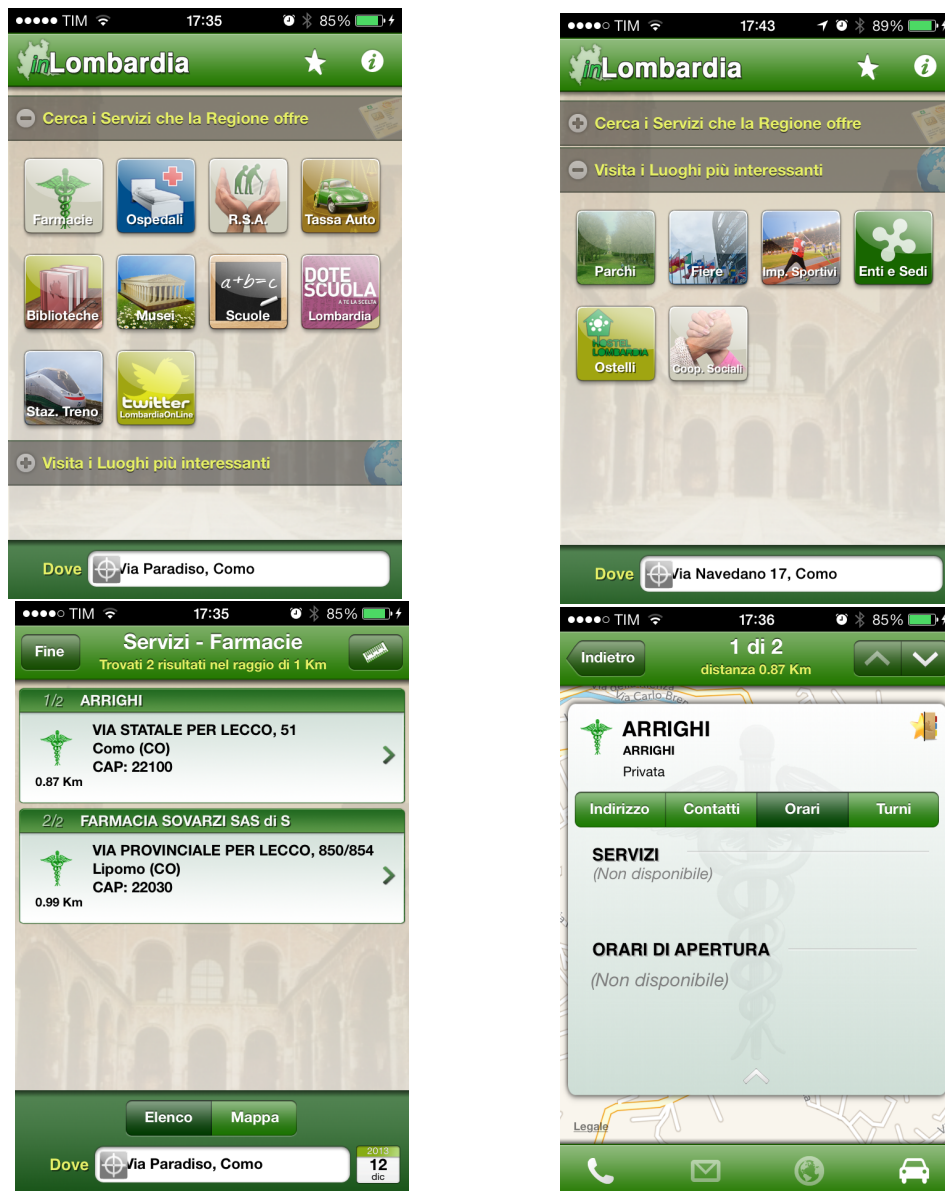 TIM 17:35 85%
inLombardia
Cerca i Servizi che la Regione offre
Farmacie
Ospedali
R.S.A.
Tassa Auto
Biblioteche
Musei
a+b=c
Scuole
DOTE
SCUOLA
A TE LA SCELTA
Lombardia
Staz. Treno
twitter
LombardiaOnLine
Visita i Luoghi più interessanti
Dove Via Paradiso, Como
TIM 17:43 89%
inLombardia
Cerca i Servizi che la Regione offre
Visita i Luoghi più interessanti
Parchi
Fiere
Imp. Sportivi
Enti e Sedi
HOSTEL
LOMBARDIA
Ostelli
Coop. Sociali
Dove Via Navedano 17, Como
TIM 17:35 85%
Fine
Servizi - Farmacie
Trovati 2 risultati nel raggio di 1 Km
1/2 ARRIGHI
VIA STATALE PER LECCO, 51
Como (CO)
CAP: 22100
0.87 Km
2/2 FARMACIA SOVARZI SAS di S
VIA PROVINCIALE PER LECCO, 850/854
Lipomo (CO)
CAP: 22030
0.99 Km
Elenco Mappa
Dove Via Paradiso, Como
2013
12
dic
TIM 17:36 85%
Indietro
1 di 2
distanza 0.87 Km
Via Carlo
ARRIGHI
ARRIGHI
Privata
Indirizzo Contatti Orari Turni
SERVIZI
(Non disponibile)
ORARI DI APERTURA
(Non disponibile)
Legale